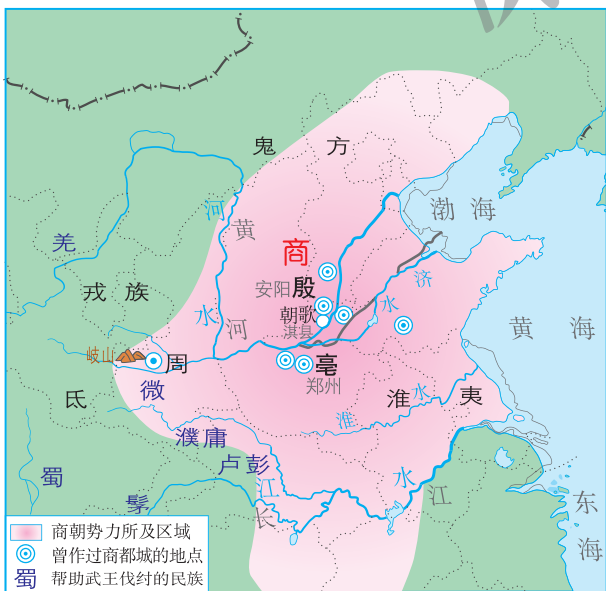 鬼 方
渤 海
河
黄
羌
商
戎 族
安阳 殷
济
水
朝歌
淇县
水
河
黄 海
岐山
周
亳
郑州
氐
微
淮 夷
水
淮
濮 庸
卢 彭
蜀
江
水
髳
长
江
东
海
商朝势力所及区域
曾作过商都城的地点
蜀 帮助武王伐纣的民族